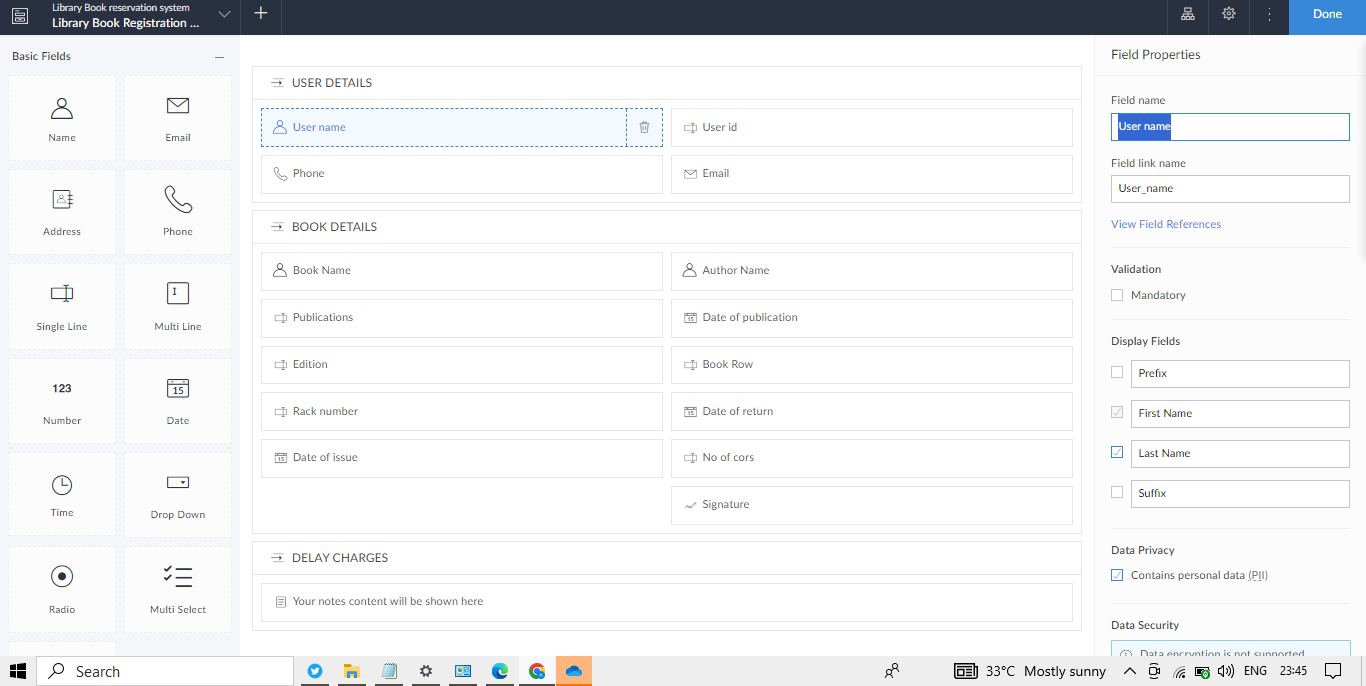 Library Book reservation system
Library Book Registration ...
Done
Basic Fields
Name
Email
Address
Phone
Single Line
Multi Line
123
Number
15
Date
Time
Drop Down
Radio
Multi Select
USER DETAILS
User name
User id
Phone
Email
BOOK DETAILS
Book Name
Author Name
Publications
Date of publication
Edition
Book Row
Rack number
Date of return
Date of issue
No of cors
Signature
DELAY CHARGES
Your notes content will be shown here
Field Properties
Field name
User name
Field link name
User_name
View Field References
Validation
Mandatory
Display Fields
Prefix
First Name
Last Name
Suffix
Data Privacy
Contains personal data (PII)
Data Security
Data encryption is not supported
Search
33°C Mostly sunny
ENG
23:45